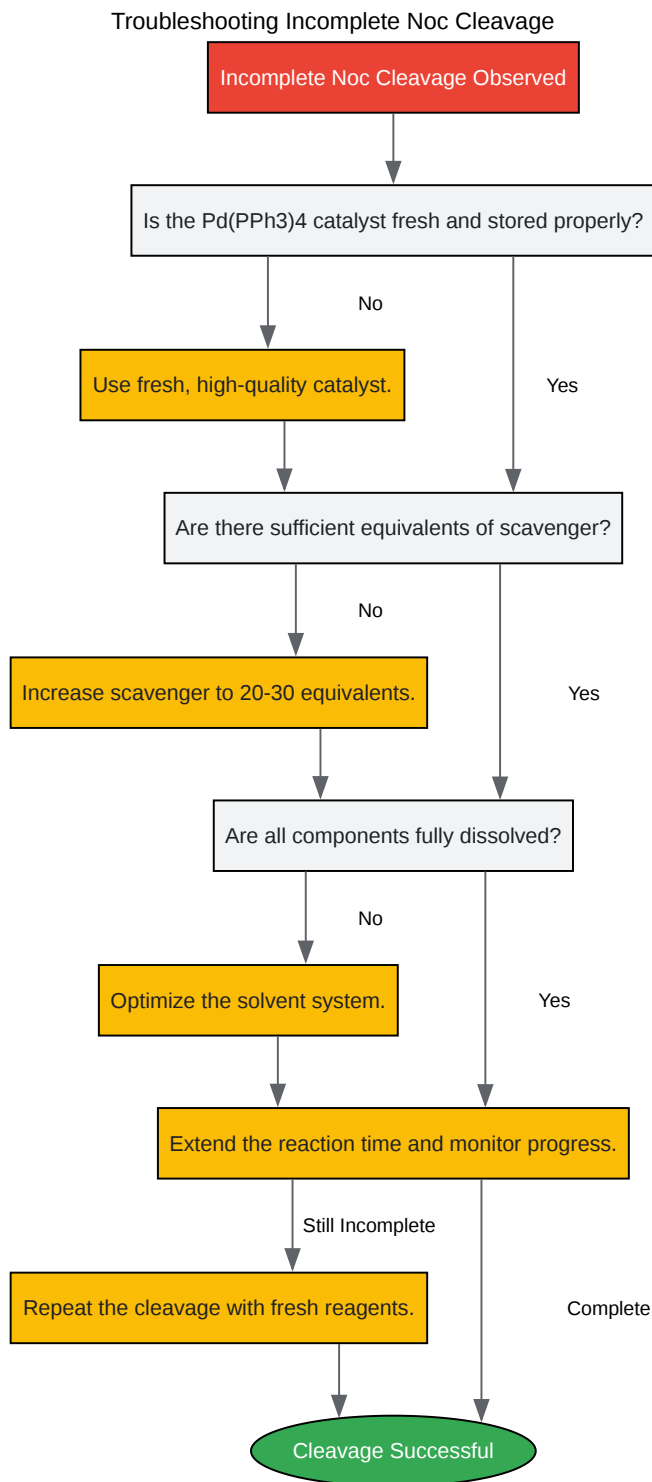 Troubleshooting Incomplete Noc Cleavage
Incomplete Noc Cleavage Observed
Is the Pd(PPh3)4 catalyst fresh and stored properly?
No
Use fresh, high-quality catalyst.
Yes
Are there sufficient equivalents of scavenger?
No
Increase scavenger to 20-30 equivalents.
Yes
Are all components fully dissolved?
No
Optimize the solvent system.
Yes
Extend the reaction time and monitor progress.
Still Incomplete
Repeat the cleavage with fresh reagents.
Complete
Cleavage Successful